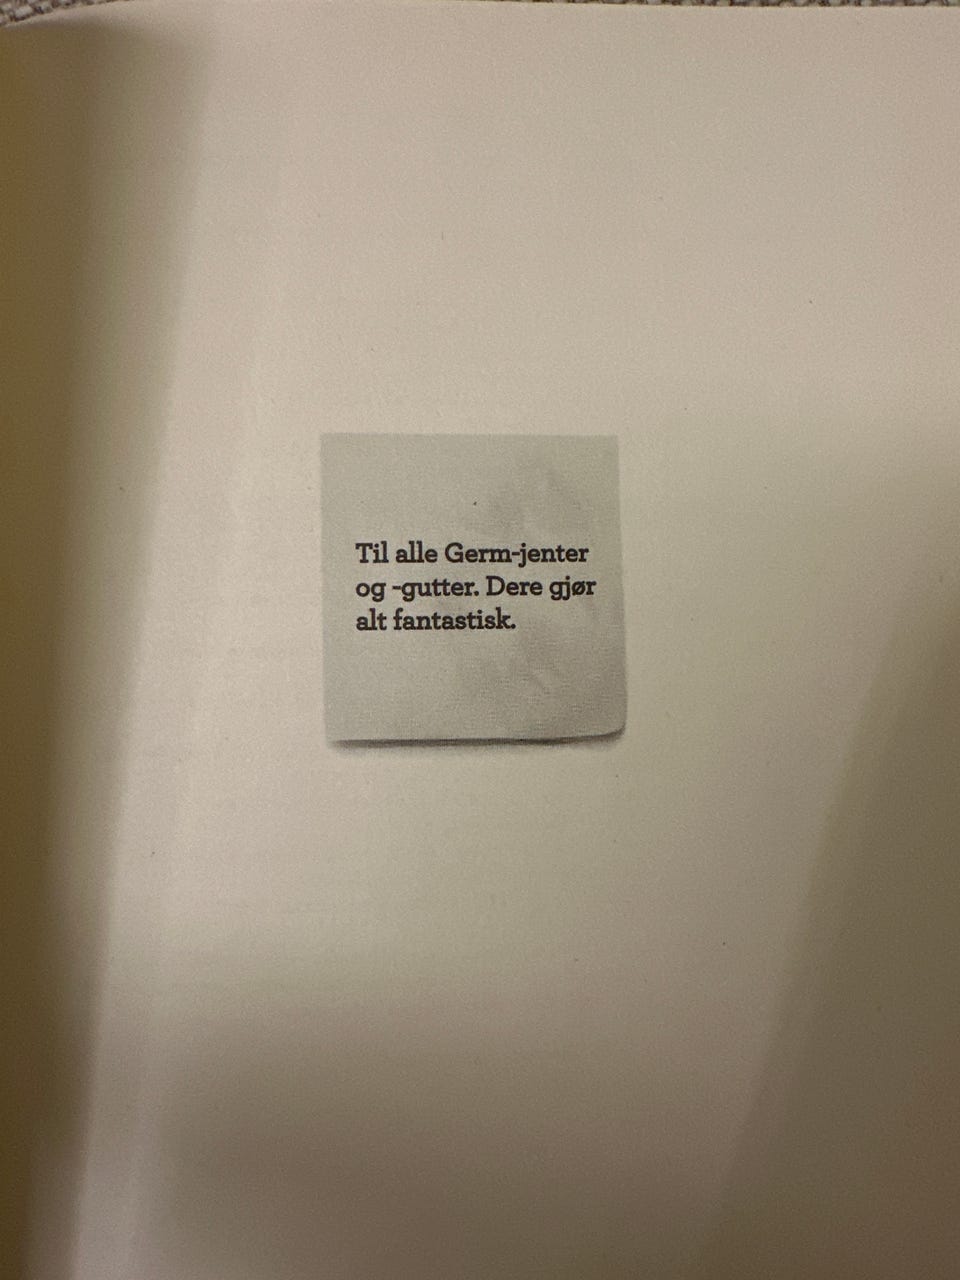 Til alle Germ-jenter
og -gutter. Dere gjør
alt fantastisk.